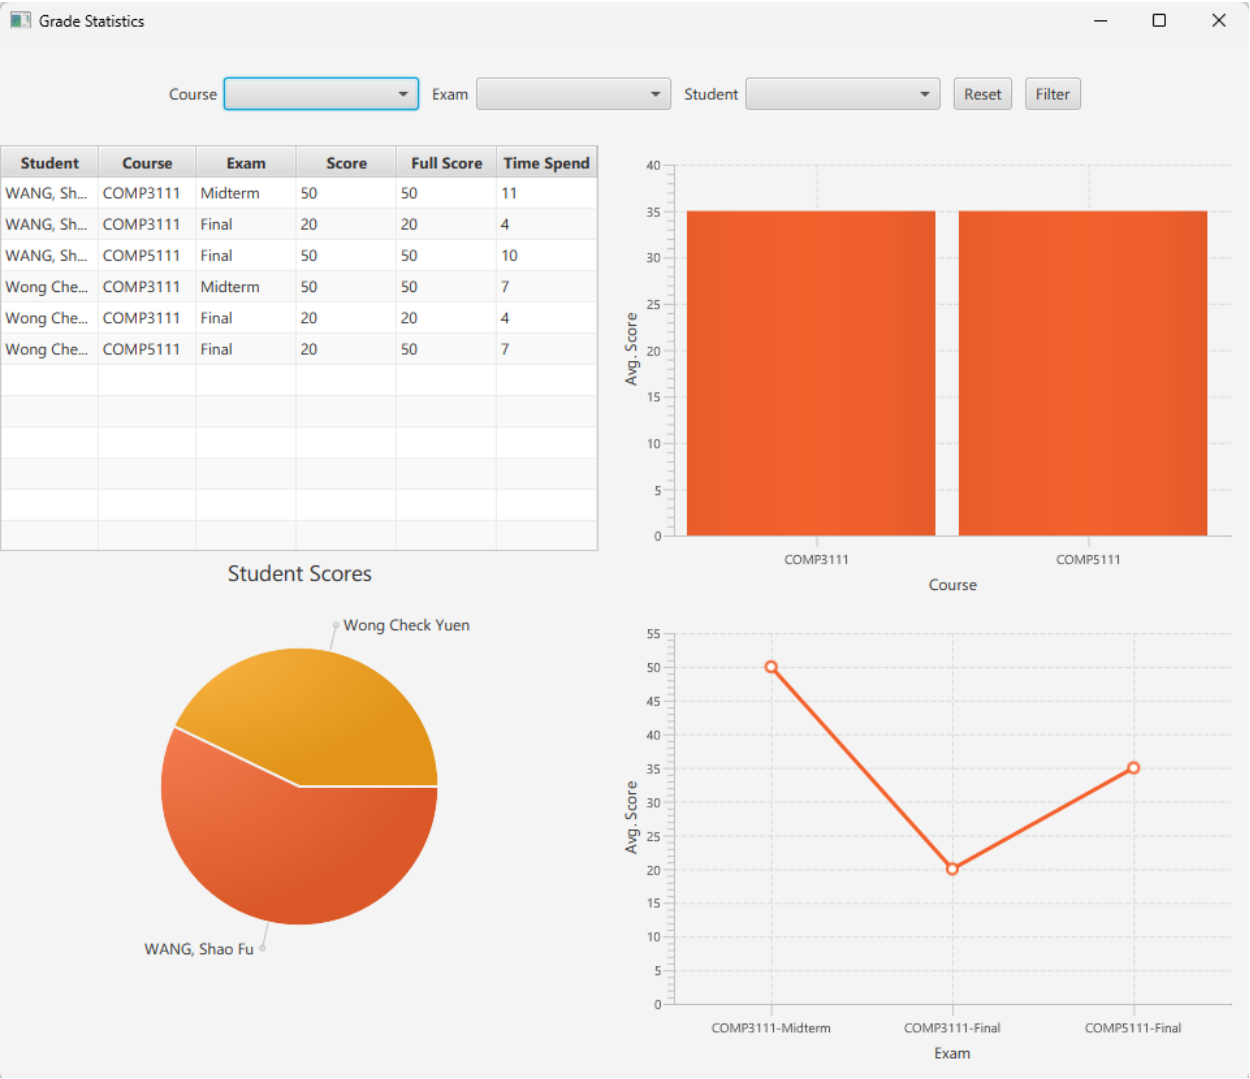 Grade Statistics
Course Exam Student Reset Filter
Student Course Exam Score Full Score Time Spend
WANG, Sh... COMP3111 Midterm 50 50 11
WANG, Sh... COMP3111 Final 20 20 4
WANG, Sh... COMP5111 Final 50 50 10
Wong Che... COMP3111 Midterm 50 50 7
Wong Che... COMP3111 Final 20 20 4
Wong Che... COMP5111 Final 20 50 7
40
35
30
25
20
15
10
5
0
Avg. Score
COMP3111 COMP5111
Course
Student Scores
Wong Check Yuen
WANG, Shao Fu
55
50
45
40
35
30
25
20
15
10
5
0
Avg. Score
COMP3111-Midterm COMP3111-Final COMP5111-Final
Exam